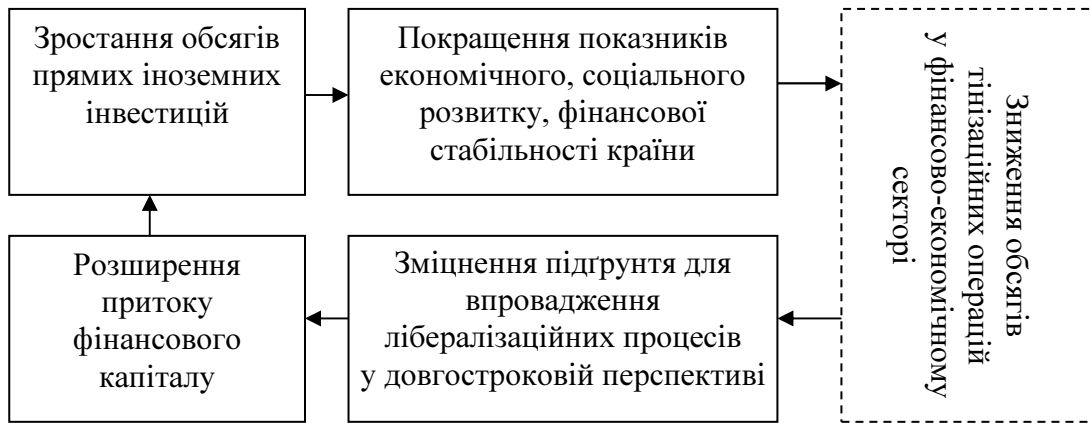 Зростання обсягів
прямих іноземних
інвестицій
Покращення показників
економічного, соціального
розвитку, фінансової
стабільності країни
Зниження обсягів
тінізаційних операцій
у фінансово-економічному
секторі
Зміцнення підґрунтя для
впровадження
лібералізаційних процесів
у довгостроковій перспективі
Розширення
притоку
фінансового
капіталу